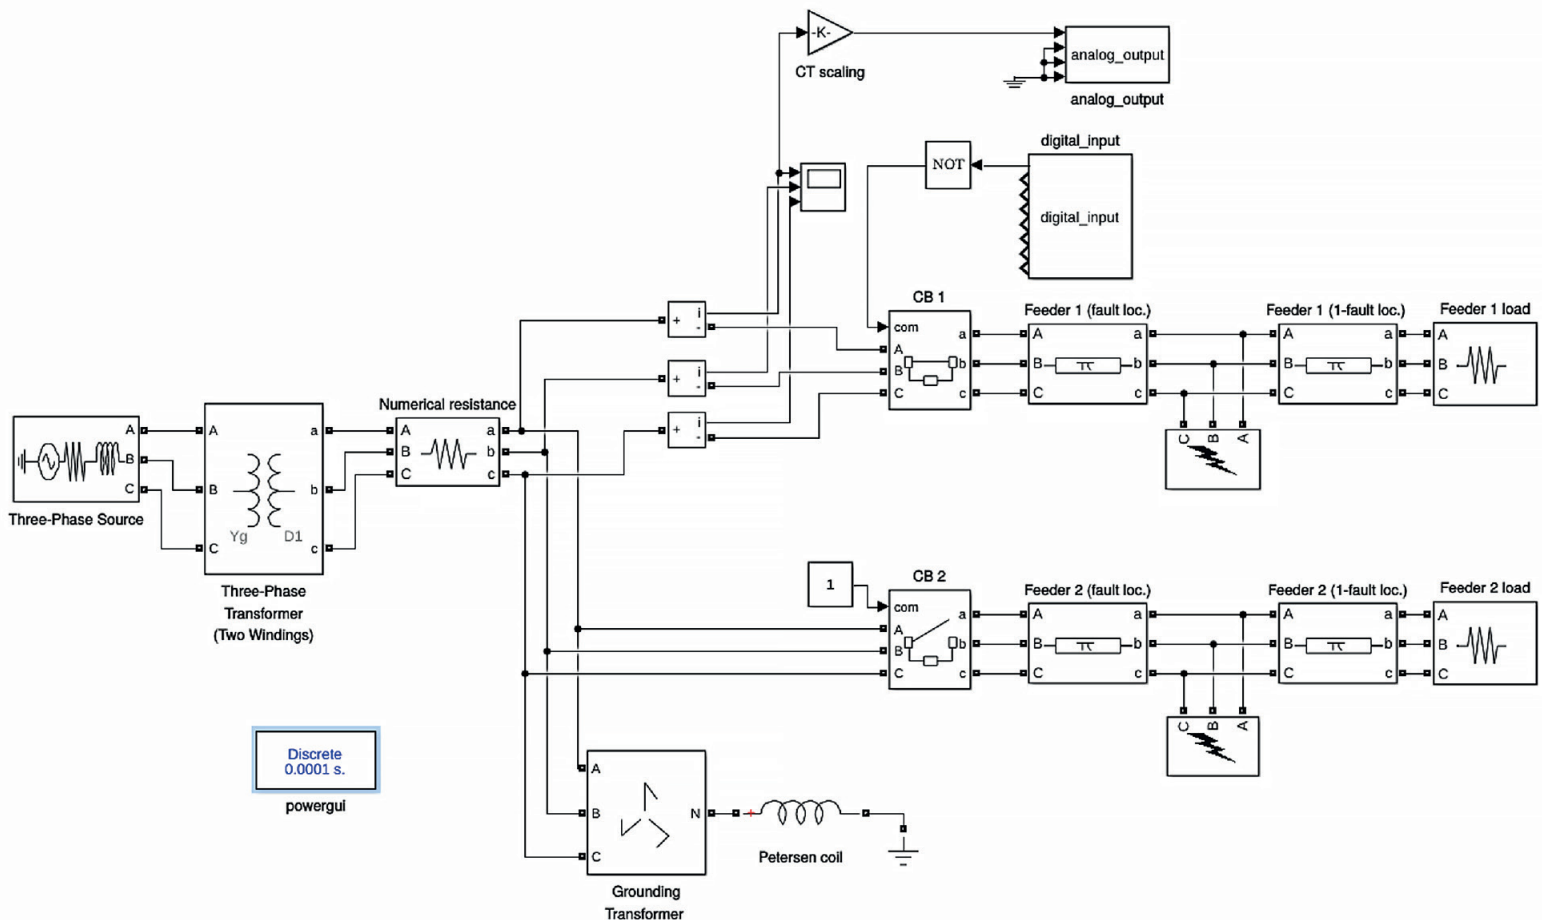 -K-
CT scaling
analog_output
analog_output
digital_input
NOT
digital_input
CB 1
com
A
B
C
a
b
c
Feeder 1 (fault loc.)
A
B
C
a
b
c
Feeder 1 (1-fault loc.)
A
B
C
a
b
c
Feeder 1 load
A
B
C
C
B
A
+
i
-
+
i
-
+
i
-
Numerical resistance
A
B
C
a
b
c
A
B
C
Three-Phase Source
A
B
C
a
b
c
Yg
D1
Three-Phase
Transformer
(Two Windings)
1
CB 2
com
A
B
C
a
b
c
Feeder 2 (fault loc.)
A
B
C
a
b
c
Feeder 2 (1-fault loc.)
A
B
C
a
b
c
Feeder 2 load
A
B
C
C
B
A
Discrete
0.0001 s.
powergui
A
B
C
N
Grounding
Transformer
+
Petersen coil